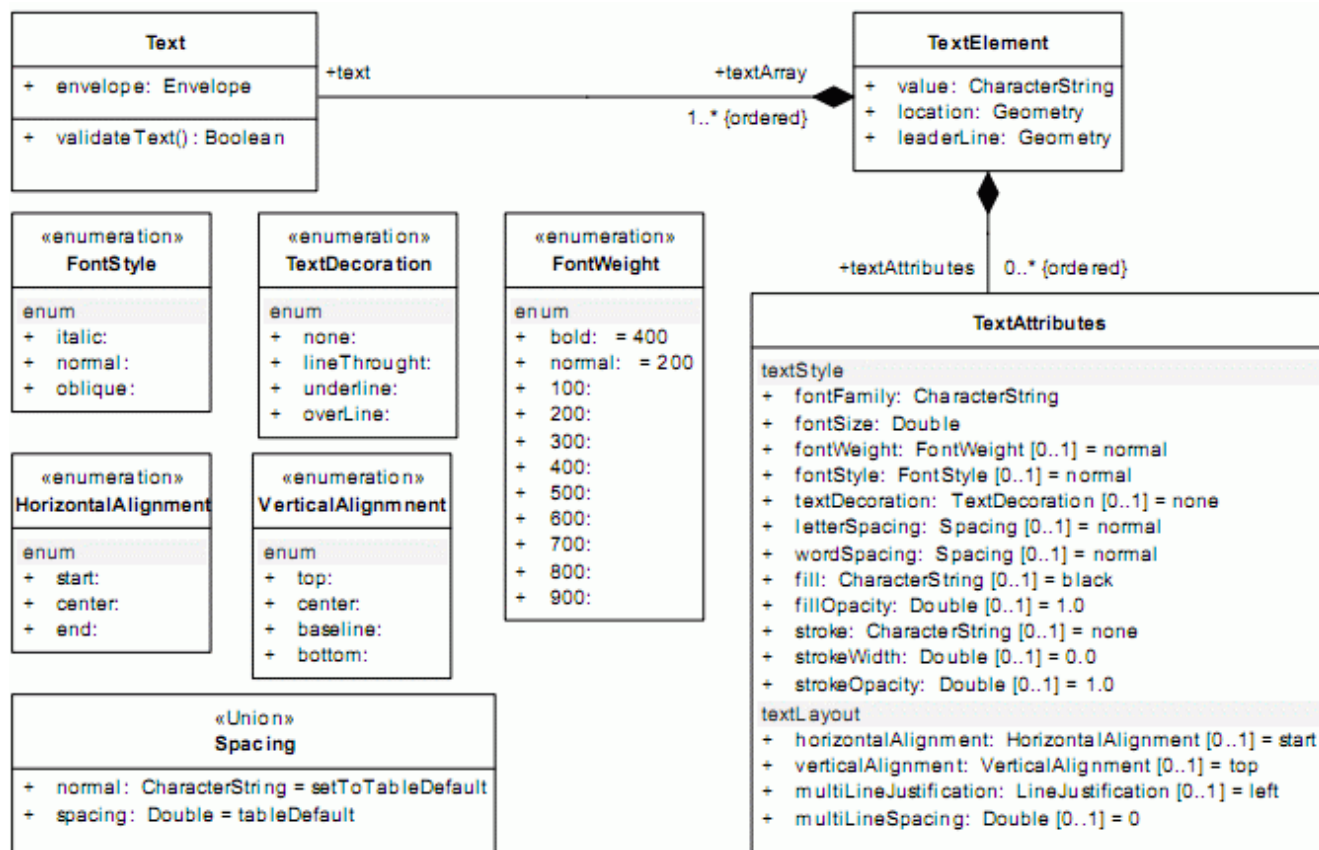 Text
+ envelope: Envelope
+ validateText() : Boolean
+text
+textArray
1..* {ordered}
TextElement
+ value: CharacterString
+ location: Geometry
+ leaderLine: Geometry
+textAttributes
0..* {ordered}
«enumeration»
FontStyle
enum
+ italic:
+ normal:
+ oblique:
«enumeration»
TextDecoration
enum
+ none:
+ lineThrought:
+ underline:
+ overLine:
«enumeration»
FontWeight
enum
+ bold: = 400
+ normal: = 200
+ 100:
+ 200:
+ 300:
+ 400:
+ 500:
+ 600:
+ 700:
+ 800:
+ 900:
«enumeration»
HorizontalAlignment
enum
+ start:
+ center:
+ end:
«enumeration»
VerticalAlignmnent
enum
+ top:
+ center:
+ baseline:
+ bottom:
«Union»
Spacing
+ normal: CharacterString = setToTableDefault
+ spacing: Double = tableDefault
TextAttributes
textStyle
+ fontFamily: CharacterString
+ fontSize: Double
+ fontWeight: FontWeight [0..1] = normal
+ fontStyle: FontStyle [0..1] = normal
+ textDecoration: TextDecoration [0..1] = none
+ letterSpacing: Spacing [0..1] = normal
+ wordSpacing: Spacing [0..1] = normal
+ fill: CharacterString [0..1] = black
+ fillOpacity: Double [0..1] = 1.0
+ stroke: CharacterString [0..1] = none
+ strokeWidth: Double [0..1] = 0.0
+ strokeOpacity: Double [0..1] = 1.0
textLayout
+ horizontalAlignment: HorizontalAlignment [0..1] = start
+ verticalAlignment: VerticalAlignment [0..1] = top
+ multiLineJustification: LineJustification [0..1] = left
+ multiLineSpacing: Double [0..1] = 0